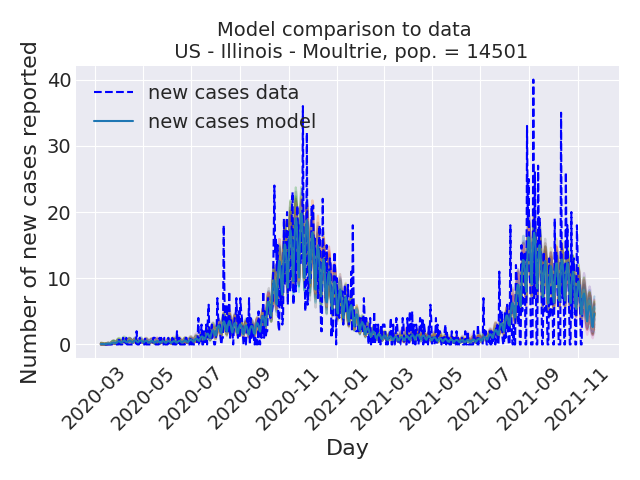 Model comparison to data
US - Illinois - Moultrie, pop. = 14501
Number of new cases reported
40
30
20
10
0
new cases data
new cases model
2020-03
2020-05
2020-07
2020-09
2020-11
2021-01
2021-03
2021-05
2021-07
2021-09
2021-11
Day